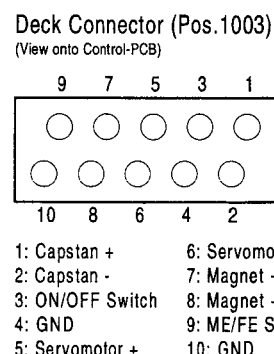 Deck Connector (Pos.1003)
(View onto Control-PCB)
9 7 5 3 1
10 8 6 4 2
1: Capstan +
2: Capstan -
3: ON/OFF Switch
4: GND
5: Servomotor +
6: Servomo
7: Magnet -
8: Magnet -
9: ME/FE S
10: GND